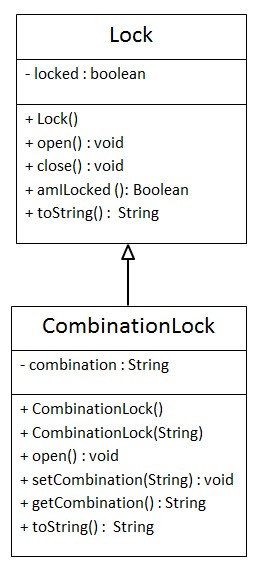 Lock
- locked : boolean
+ Lock()
+ open() : void
+ close() : void
+ amILocked (): Boolean
+ toString() : String
CombinationLock
- combination : String
+ CombinationLock()
+ CombinationLock(String)
+ open() : void
+ setCombination(String) : void
+ getCombination() : String
+ toString() : String